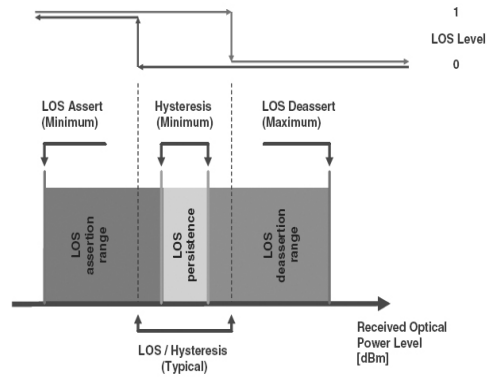 1
LOS Level
0
LOS Assert
(Minimum)
Hysteresis
(Minimum)
LOS Deassert
(Maximum)
LOS
assertion
range
LOS
persistence
LOS
deassertion
range
LOS / Hysteresis
(Typical)
Received Optical
Power Level
[dBm]